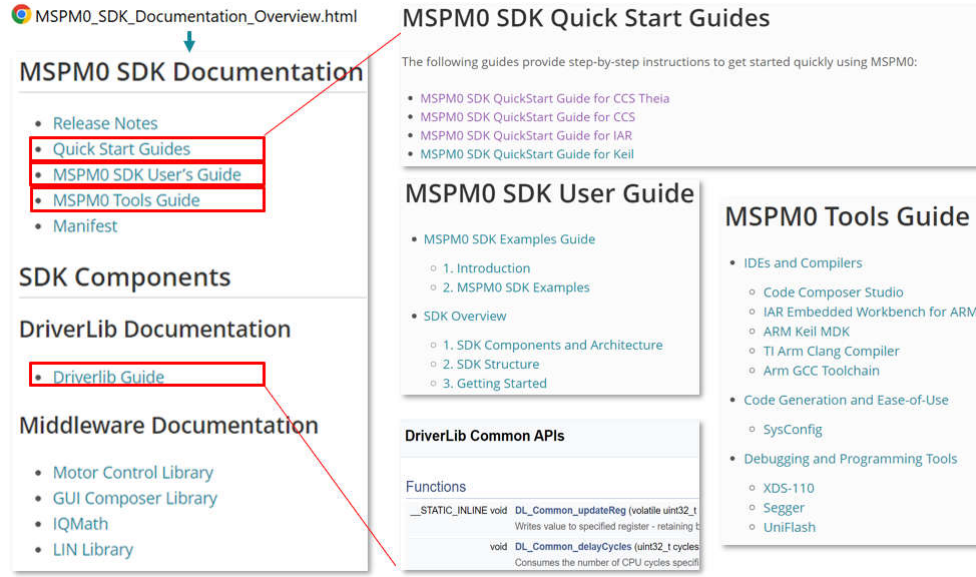 MSPM0_SDK_Documentation_Overview.html
MSPM0 SDK Documentation
Release Notes
Quick Start Guides
MSPM0 SDK User's Guide
MSPM0 Tools Guide
Manifest
SDK Components
DriverLib Documentation
Driverlib Guide
Middleware Documentation
Motor Control Library
GUI Composer Library
IQMath
LIN Library
MSPM0 SDK Quick Start Guides
The following guides provide step-by-step instructions to get started quickly using MSPM0:
MSPM0 SDK QuickStart Guide for CCS Theia
MSPM0 SDK QuickStart Guide for CCS
MSPM0 SDK QuickStart Guide for IAR
MSPM0 SDK QuickStart Guide for Keil
MSPM0 SDK User Guide
MSPM0 SDK Examples Guide
1. Introduction
2. MSPM0 SDK Examples
SDK Overview
1. SDK Components and Architecture
2. SDK Structure
3. Getting Started
DriverLib Common APIs
Functions
__STATIC_INLINE void DL_Common_updateReg (volatile uint32_t
Writes value to specified register - retaining
void DL_Common_delayCycles (uint32_t cycles
Consumes the number of CPU cycles
MSPM0 Tools Guide
IDEs and Compilers
Code Composer Studio
IAR Embedded Workbench for ARM
ARM Keil MDK
TI Arm Clang Compiler
Arm GCC Toolchain
Code Generation and Ease-of-Use
SysConfig
Debugging and Programming Tools
XDS-110
Segger
UniFlash